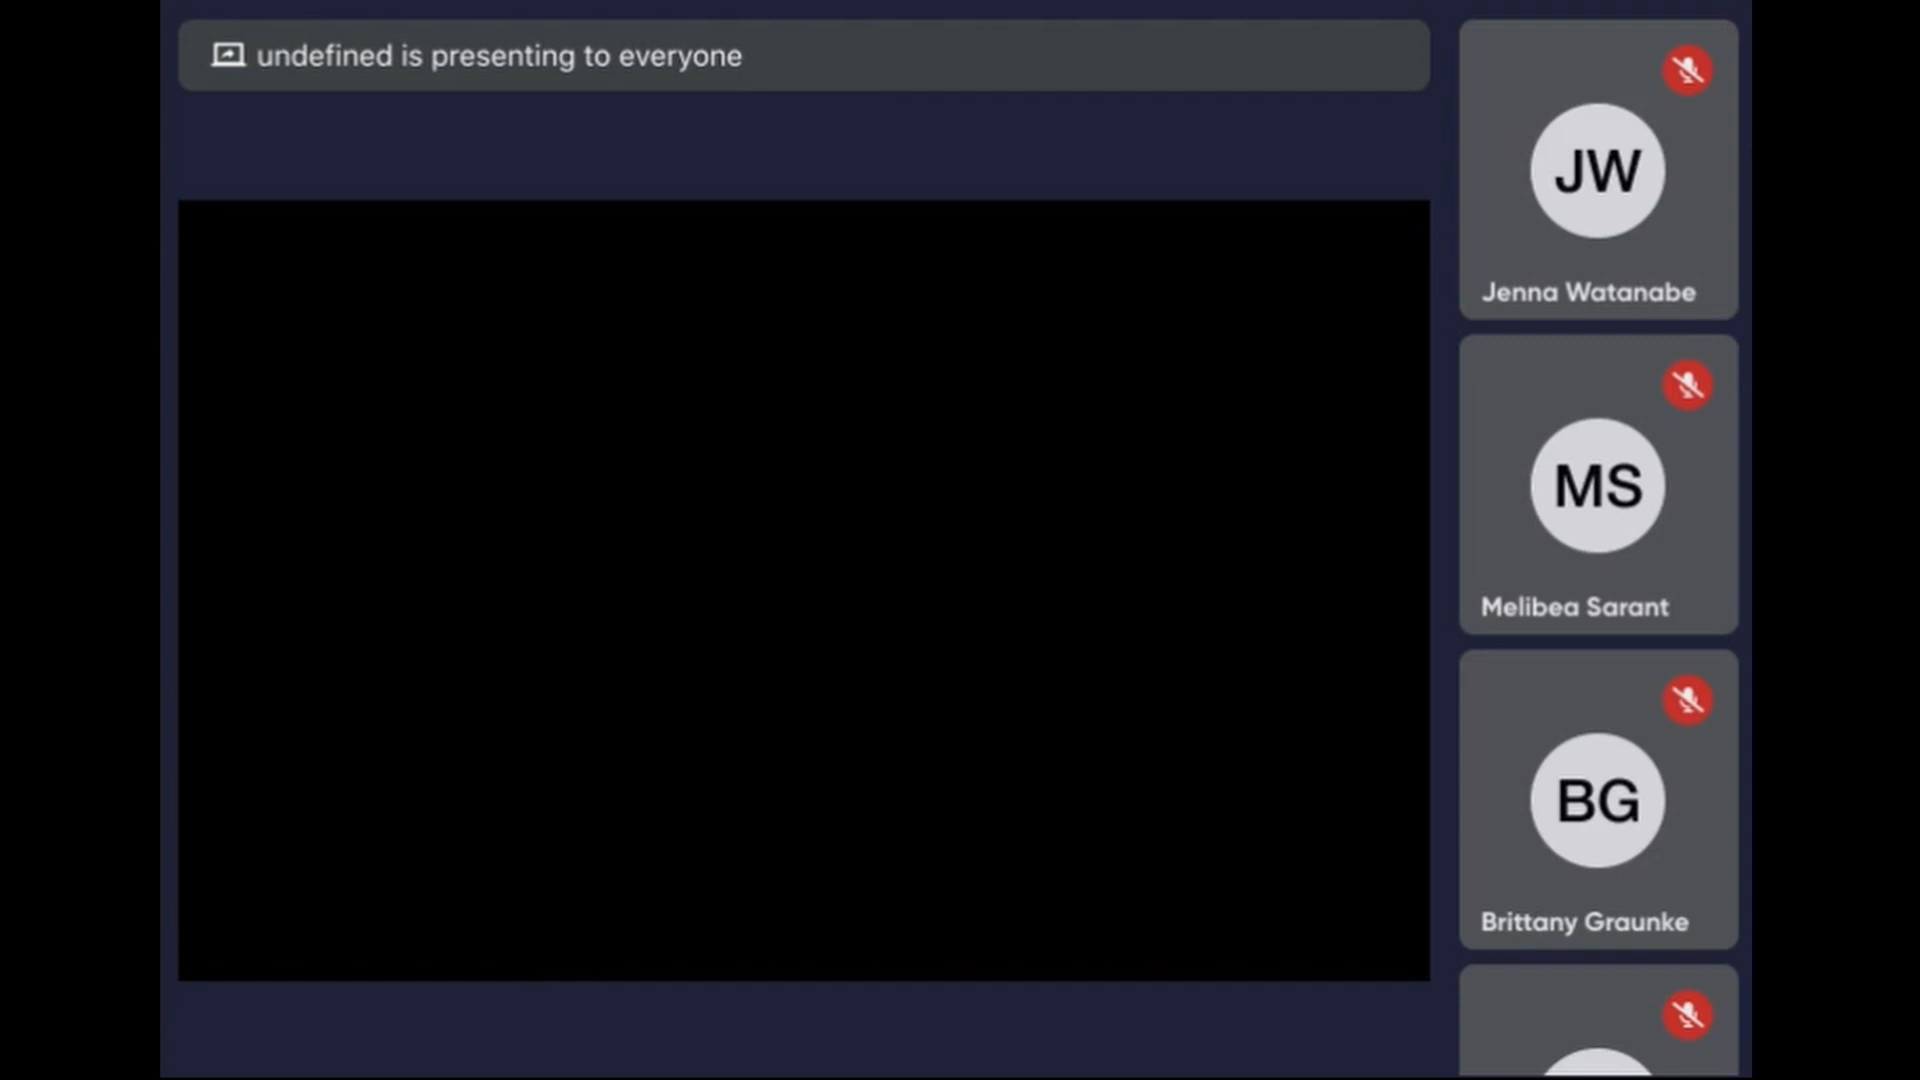 undefined is presenting to everyone
JW
Jenna Watanabe
MS
Melibea Sarant
BG
Brittany Graunke